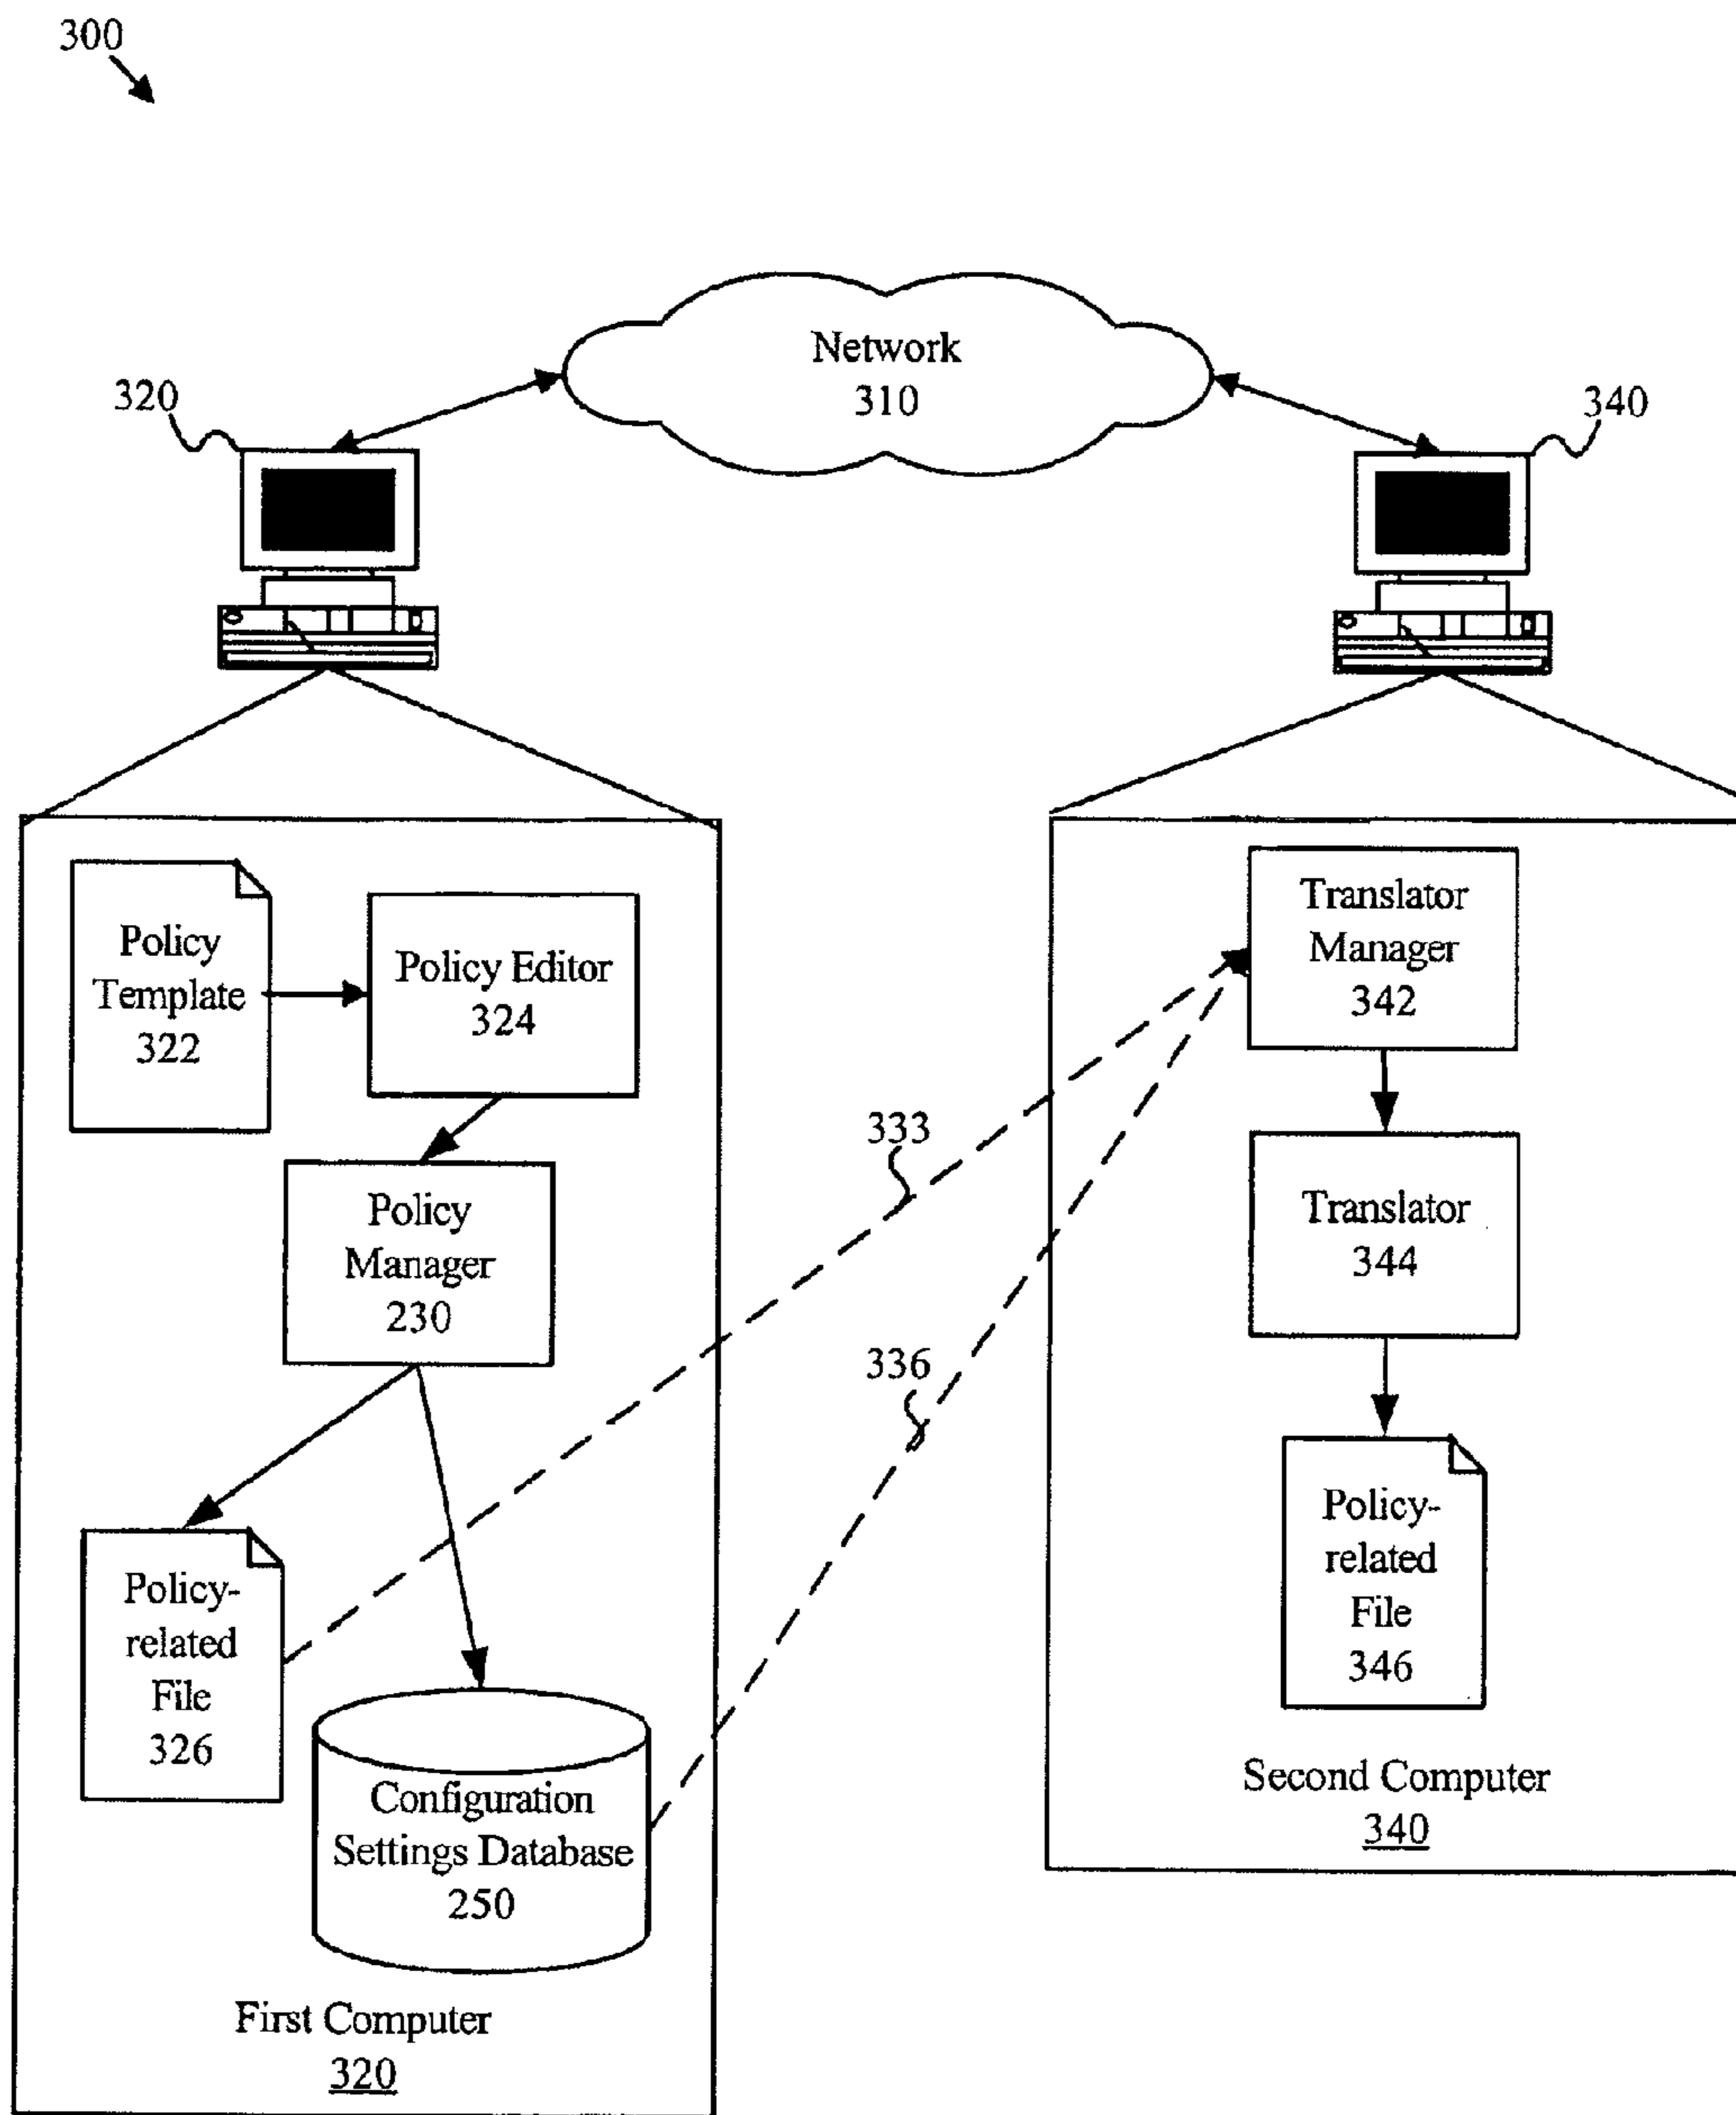 300
Network
310
320
340
Policy
Template
322
Policy Editor
324
Policy
Manager
230
Policy-
related
File
326
Configuration
Settings Database
250
First Computer
320
333
336
Translator
Manager
342
Translator
344
Policy-
related
File
346
Second Computer
340